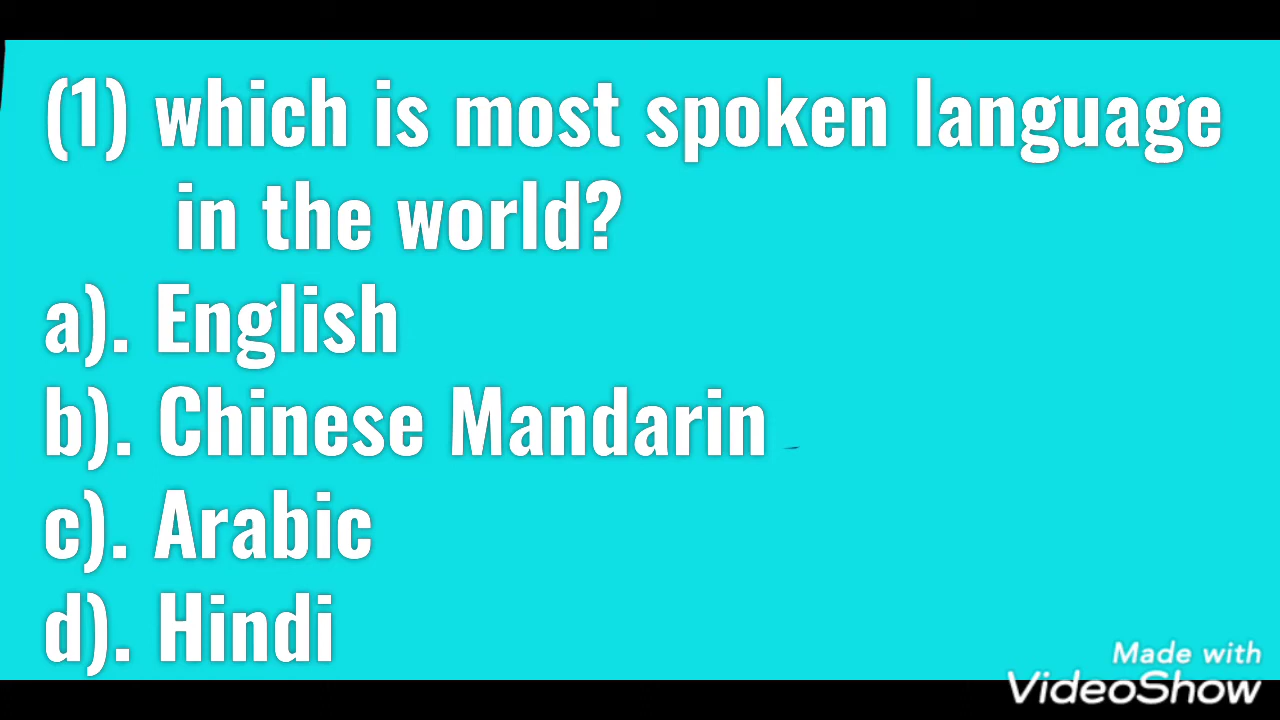 (1) which is most spoken language
in the world?
a). English
b). Chinese Mandarin
c). Arabic
d). Hindi
Made with
VideoShow